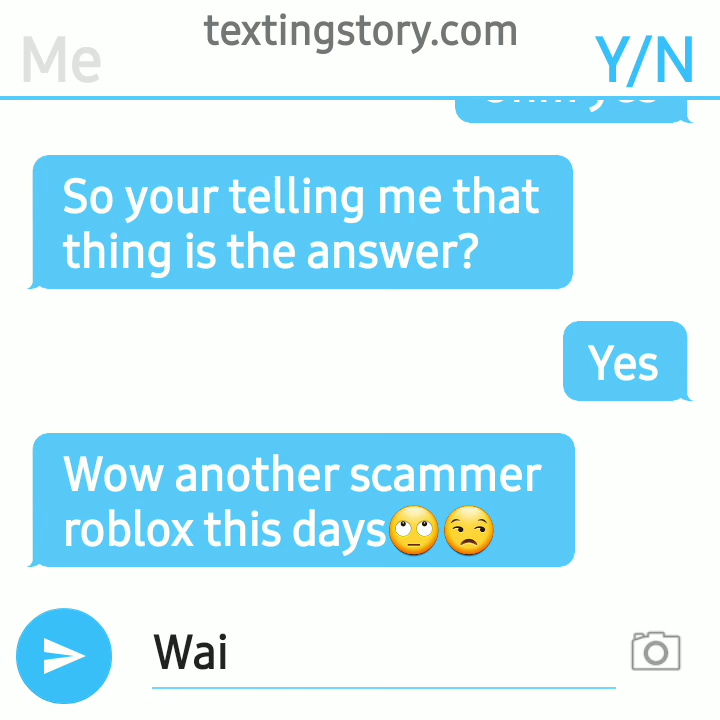 textingstory.com
Me
Y/N
So your telling me that
thing is the answer?
Yes
Wow another scammer
roblox this days🙄😒
Wai